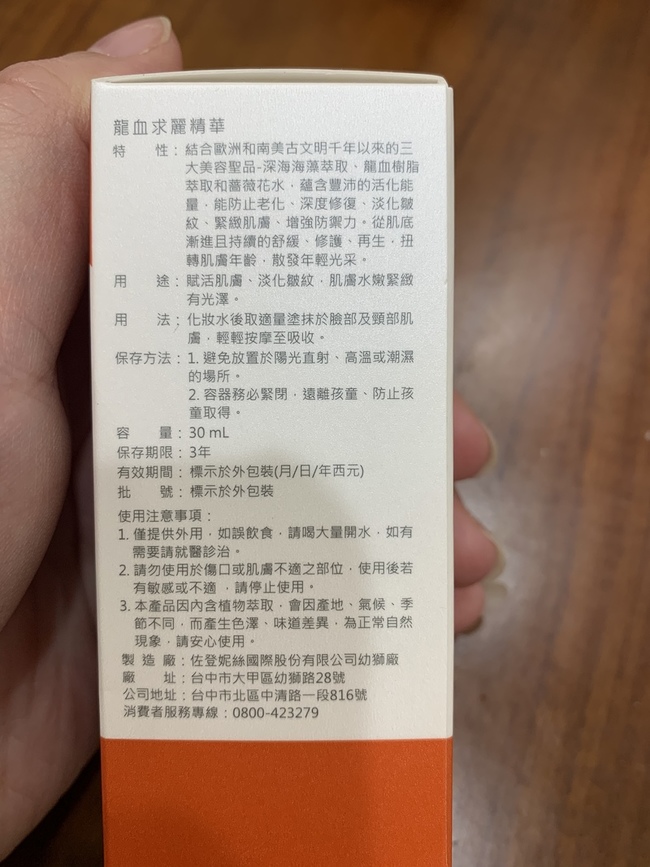 龍血求麗精華
特　　性：結合歐洲和南美古文明千年以來的三
大美容聖品-深海海藻萃取、龍血樹脂
萃取和薔薇花水，蘊含豐沛的活化能
量，能防止老化、深度修復、淡化皺
紋、緊緻肌膚、增強防禦力。從肌底
漸進且持續的舒緩、修護、再生，扭
轉肌膚年齡，散發年輕光采。
用　　途：賦活肌膚、淡化皺紋，肌膚水嫩緊緻
有光澤。
用　　法：化妝水後取適量塗抹於臉部及頸部肌
膚，輕輕按摩至吸收。
保存方法：1. 避免放置於陽光直射、高溫或潮濕
的場所。
2. 容器務必緊閉，遠離孩童、防止孩
童取得。
容　　量：30 mL
保存期限：3年
有效期間：標示於外包裝(月/日/年西元)
批　　號：標示於外包裝
使用注意事項：
1. 僅提供外用，如誤飲食，請喝大量開水，如有
需要請就醫診治。
2. 請勿使用於傷口或肌膚不適之部位，使用後若
有敏感或不適，請停止使用。
3. 本產品因內含植物萃取，會因產地、氣候、季
節不同，而產生色澤、味道差異，為正常自然
現象，請安心使用。
製 造 廠：佐登妮絲國際股份有限公司幼獅廠
廠　　址：台中市大甲區幼獅路28號
公司地址：台中市北區中清路一段816號
消費者服務專線：0800-423279